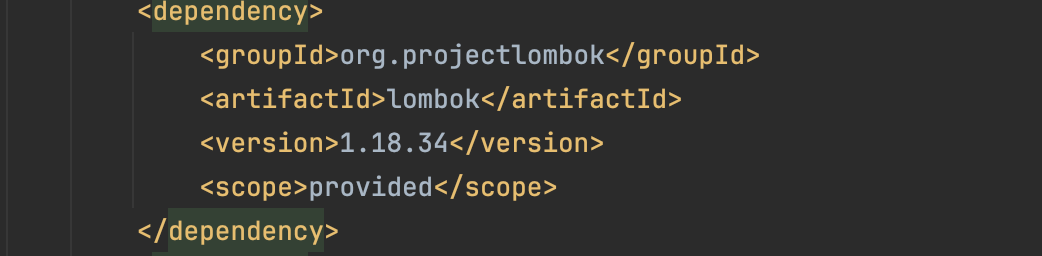 <dependency>
<groupId>org.projectlombok</groupId>
<artifactId>lombok</artifactId>
<version>1.18.34</version>
<scope>provided</scope>
</dependency>